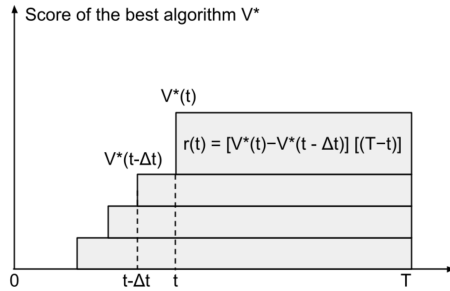 Score of the best algorithm V*
V*(t)
r(t) = [V*(t)−V*(t - Δt)] [(T−t)]
V*(t-Δt)
0
t-Δt
t
T